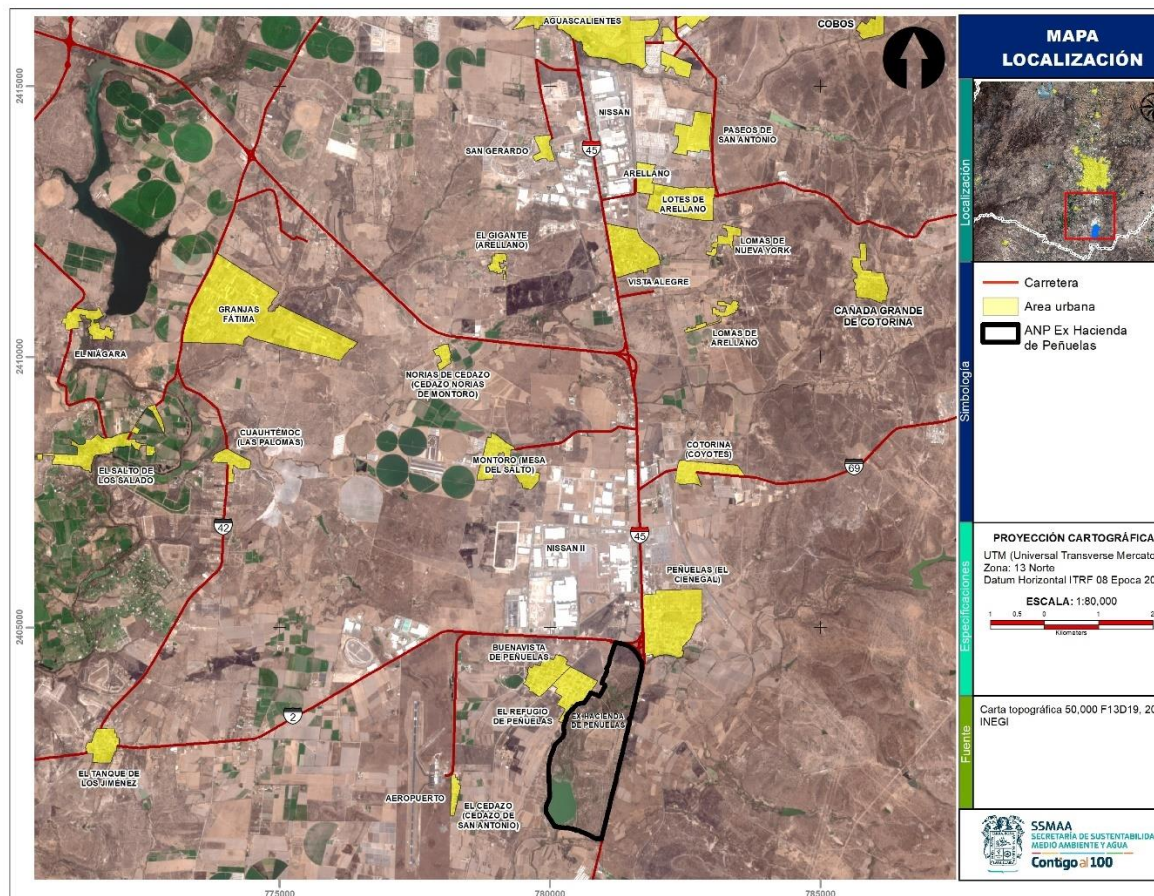 AGUASCALIENTES
COBOS
NISSAN
45
SAN GERARDO
PASEOS DE
SAN ANTONIO
ARELLANO
LOTES DE
ARELLANO
EL GIGANTE
(ARELLANO)
LOMAS DE
NUEVA YORK
VISTA ALEGRE
GRANJAS
FÁTIMA
CAÑADA GRANDE
DE COTORINA
LOMAS DE
ARELLANO
EL NIÁGARA
NORIAS DE CEDAZO
(CEDAZO NORIAS
DE MONTORO)
CUAUHTÉMOC
(LAS PALOMAS)
EL SALTO DE
LOS SALADO
MONTORO (MESA
DEL SALTO)
COTORINA
(COYOTES)
69
42
45
NISSAN II
PEÑUELAS (EL
CIENEGAL)
BUENAVISTA
DE PEÑUELAS
EL REFUGIO
DE PEÑUELAS
EX HACIENDA
DE PEÑUELAS
2
EL TANQUE DE
LOS JIMÉNEZ
AEROPUERTO
EL CEDAZO
(CEDAZO DE
SAN ANTONIO)
2415000
2410000
2405000
775000
780000
785000
MAPA
LOCALIZACIÓN
Localización
Simbología
Carretera
Area urbana
ANP Ex Hacienda
de Peñuelas
Especificaciones
PROYECCIÓN CARTOGRÁFICA
UTM (Universal Transverse Mercato
Zona: 13 Norte
Datum Horizontal ITRF 08 Epoca 20
ESCALA: 1:80,000
1 0.5 0 1 2
Kilometers
Fuente
Carta topográfica 50,000 F13D19, 20
INEGI
SSMAA
SECRETARÍA DE SUSTENTABILIDA
MEDIO AMBIENTE Y AGUA
Contigo al 100